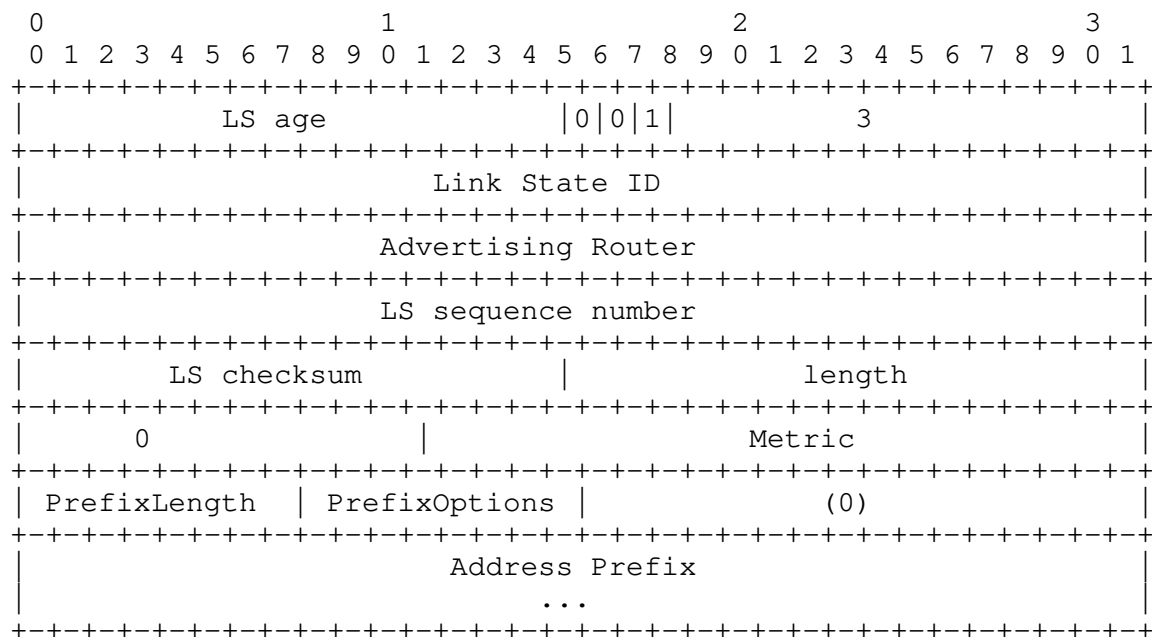 0                   1                   2                   3
0 1 2 3 4 5 6 7 8 9 0 1 2 3 4 5 6 7 8 9 0 1 2 3 4 5 6 7 8 9 0 1
+-+-+-+-+-+-+-+-+-+-+-+-+-+-+-+-+-+-+-+-+-+-+-+-+-+-+-+-+-+-+-+-+
|           LS age              |0|0|1|          3              |
+-+-+-+-+-+-+-+-+-+-+-+-+-+-+-+-+-+-+-+-+-+-+-+-+-+-+-+-+-+-+-+-+
|                       Link State ID                           |
+-+-+-+-+-+-+-+-+-+-+-+-+-+-+-+-+-+-+-+-+-+-+-+-+-+-+-+-+-+-+-+-+
|                    Advertising Router                         |
+-+-+-+-+-+-+-+-+-+-+-+-+-+-+-+-+-+-+-+-+-+-+-+-+-+-+-+-+-+-+-+-+
|                    LS sequence number                         |
+-+-+-+-+-+-+-+-+-+-+-+-+-+-+-+-+-+-+-+-+-+-+-+-+-+-+-+-+-+-+-+-+
|        LS checksum           |             length             |
+-+-+-+-+-+-+-+-+-+-+-+-+-+-+-+-+-+-+-+-+-+-+-+-+-+-+-+-+-+-+-+-+
|      0                |                  Metric               |
+-+-+-+-+-+-+-+-+-+-+-+-+-+-+-+-+-+-+-+-+-+-+-+-+-+-+-+-+-+-+-+-+
| PrefixLength  | PrefixOptions |             (0)               |
+-+-+-+-+-+-+-+-+-+-+-+-+-+-+-+-+-+-+-+-+-+-+-+-+-+-+-+-+-+-+-+-+
|                        Address Prefix                         |
|                             ...                               |
+-+-+-+-+-+-+-+-+-+-+-+-+-+-+-+-+-+-+-+-+-+-+-+-+-+-+-+-+-+-+-+-+